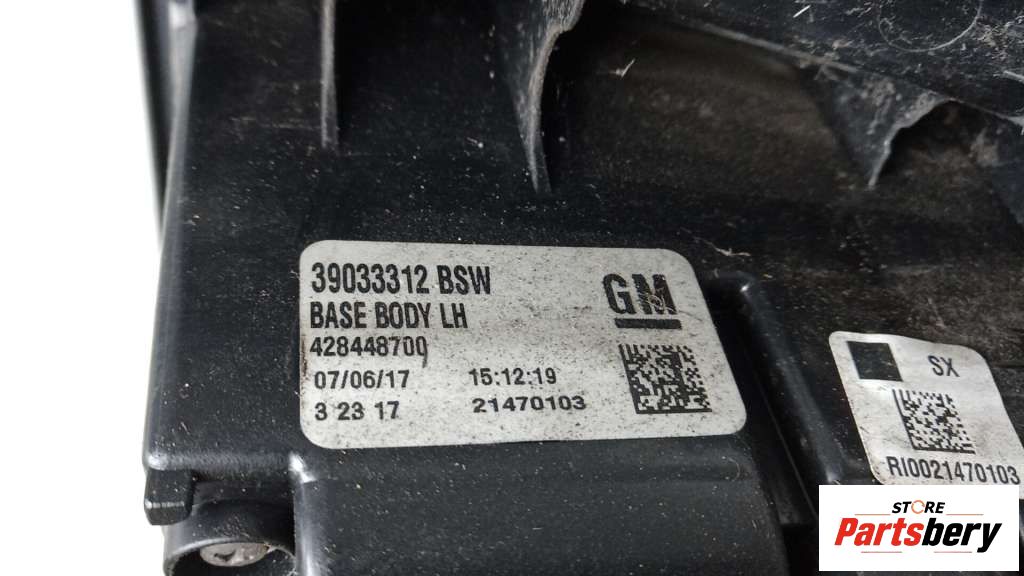 39033312 BSW
GM
BASE BODY LH
428448700
07/06/17 15:12:19
3 23 17 21470103
SX
RI0021470103
STORE
Partsbery